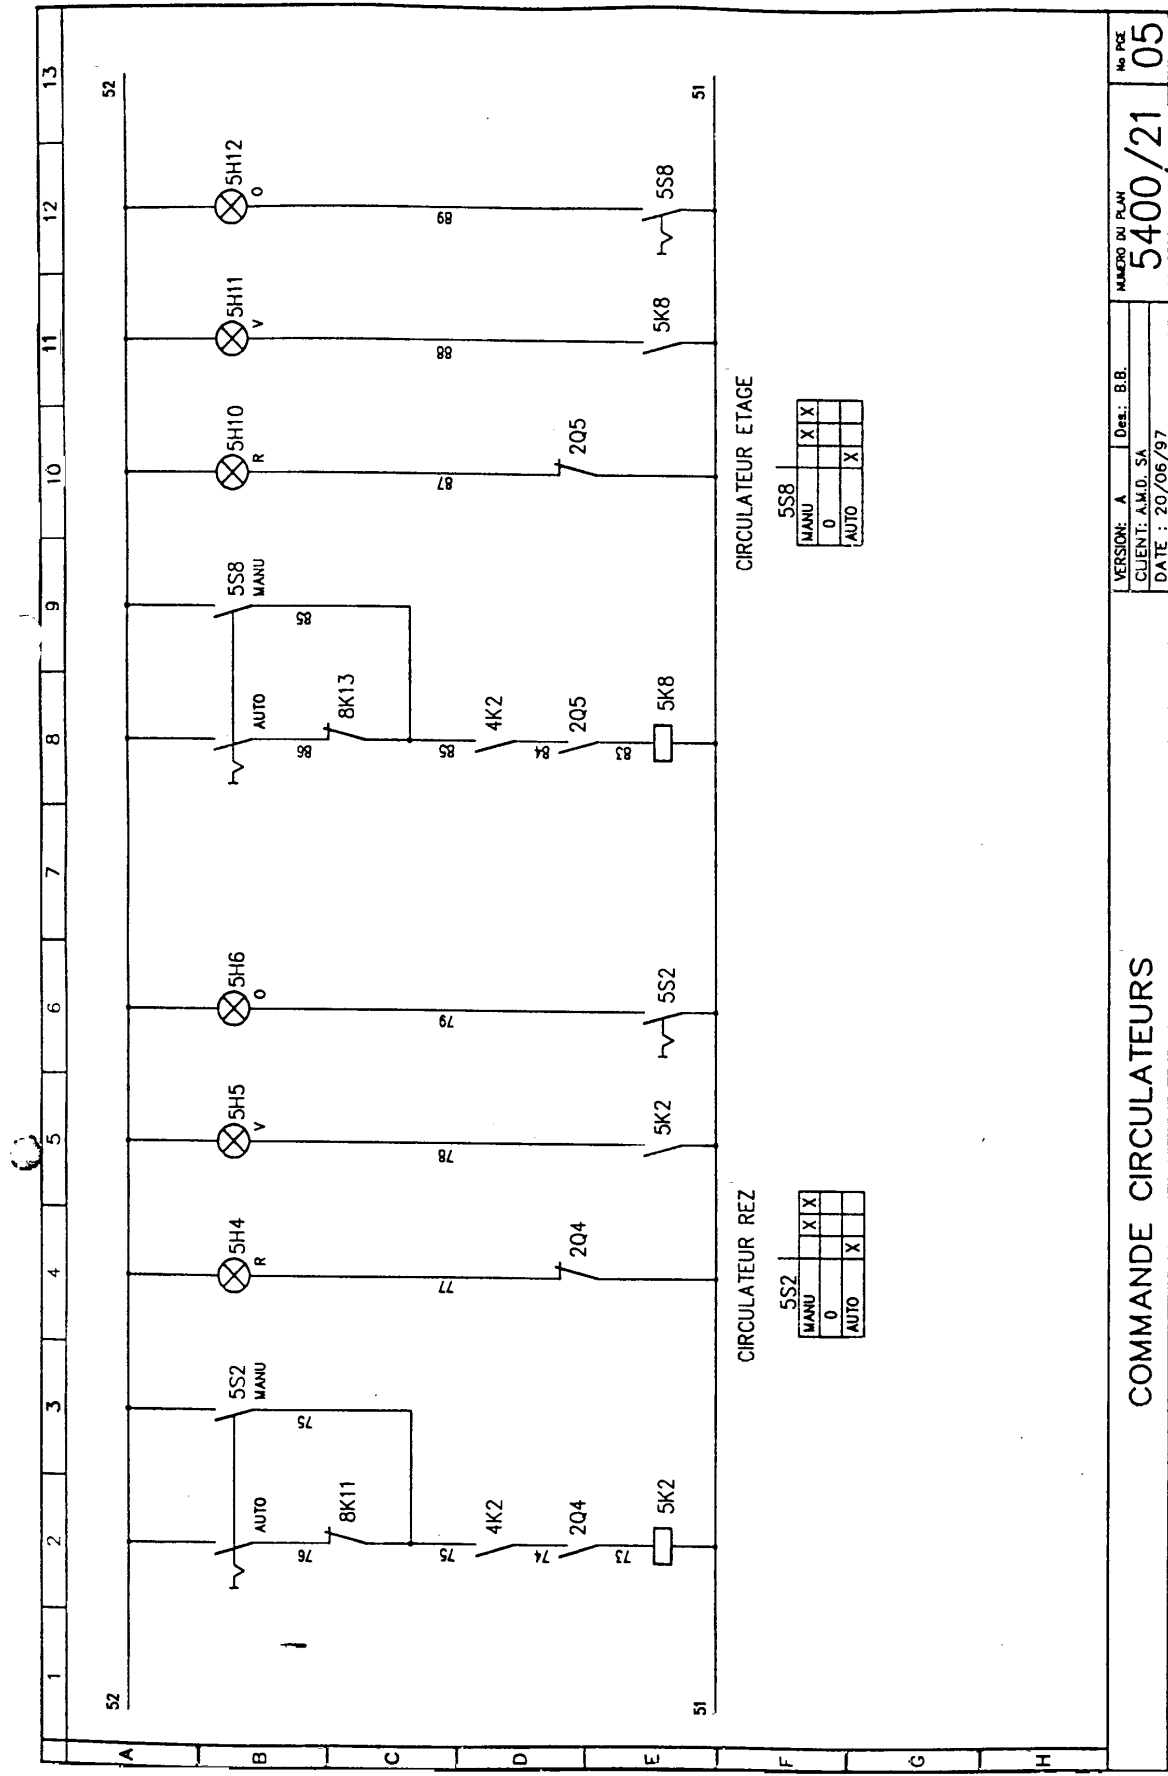 1 2 3 4 5 6 7 8 9 10 11 12 13
A
B
C
D
E
F
G
H
52 52
5S2
AUTO MANU
76 75
8K11
75
4K2
74
2Q4
73
5K2
5H4
R
77
2Q4
5H5
V
78
5K2
5H6
O
79
5S2
5S8
AUTO MANU
86 85
8K13
85
4K2
84
2Q5
83
5K8
5H10
R
87
2Q5
5H11
V
88
5K8
5H12
O
89
5S8
51 51
CIRCULATEUR REZ
5S2
MANU X X
0
AUTO X
CIRCULATEUR ETAGE
5S8
MANU X X
0
AUTO X
COMMANDE CIRCULATEURS
VERSION: A Des.: B.B.
CLIENT: A.M.D. SA
DATE : 20/06/97
NUMERO DU PLAN
5400/21
No PGE
05